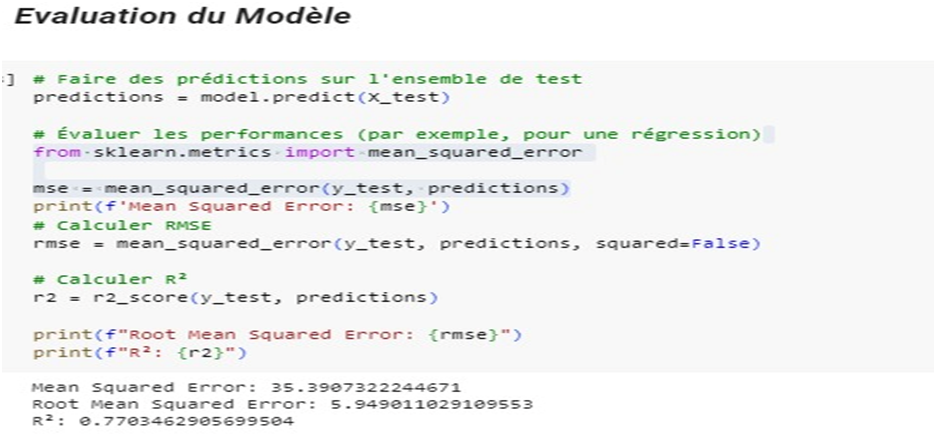 Evaluation du Modèle
] # Faire des prédictions sur l'ensemble de test
predictions = model.predict(X_test)
# Évaluer les performances (par exemple, pour une régression)
from sklearn.metrics import mean_squared_error
mse = mean_squared_error(y_test, predictions)
print(f'Mean Squared Error: {mse}')
# Calculer RMSE
rmse = mean_squared_error(y_test, predictions, squared=False)
# Calculer R²
r2 = r2_score(y_test, predictions)
print(f"Root Mean Squared Error: {rmse}")
print(f"R²: {r2}")
Mean Squared Error: 35.3907322244671
Root Mean Squared Error: 5.949011029109553
R²: 0.7703462905699504